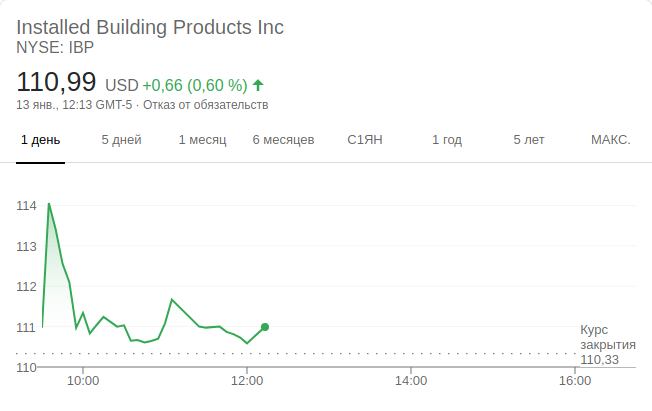 Installed Building Products Inc
NYSE: IBP
110,99 USD +0,66 (0,60 %)
13 янв., 12:13 GMT-5 · Отказ от обязательств
1 день 5 дней 1 месяц 6 месяцев С1ЯН 1 год 5 лет МАКС.
114
113
112
111
110
Курс
закрытия
110,33
10:00 12:00 14:00 16:00